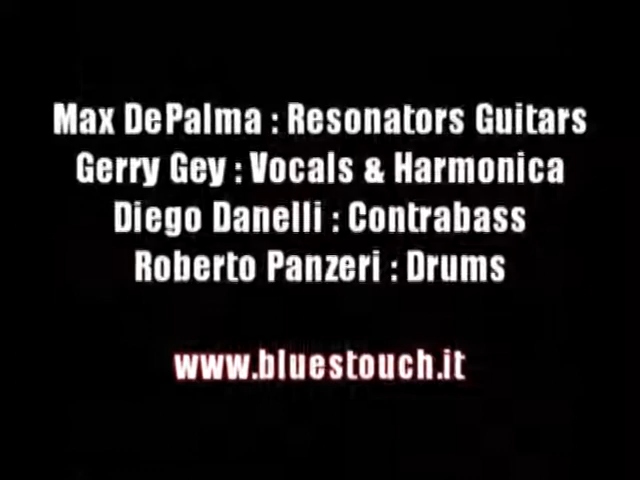 Max DePalma : Resonators Guitars
Gerry Gey : Vocals & Harmonica
Diego Danelli : Contrabass
Roberto Panzeri : Drums
www.bluestouch.it